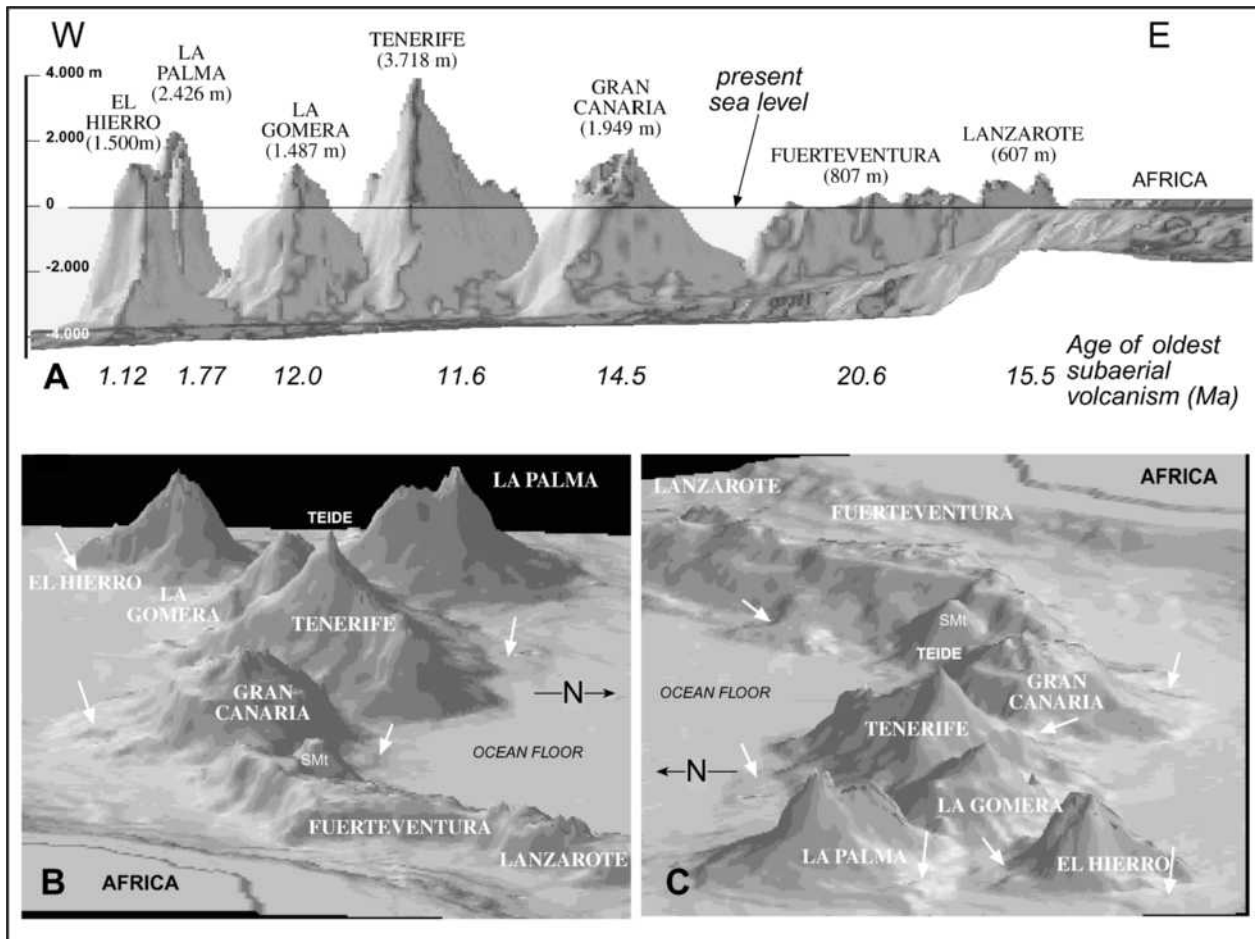 W
E
TENERIFE
(3.718 m)
LA
PALMA
(2.426 m)
4.000 m
EL
HIERRO
(1.500m)
LA
GOMERA
(1.487 m)
GRAN
CANARIA
(1.949 m)
present
sea level
LANZAROTE
(607 m)
FUERTEVENTURA
(807 m)
AFRICA
2.000
0
-2.000
-4.000
A
1.12
1.77
12.0
11.6
14.5
20.6
15.5
Age of oldest
subaerial
volcanism (Ma)
LA PALMA
TEIDE
EL HIERRO
LA
GOMERA
TENERIFE
N
GRAN
CANARIA
OCEAN FLOOR
SMt
FUERTEVENTURA
LANZAROTE
B
AFRICA
AFRICA
LANZAROTE
FUERTEVENTURA
SMt
TEIDE
OCEAN FLOOR
GRAN
CANARIA
TENERIFE
N
LA GOMERA
LA PALMA
EL HIERRO
C